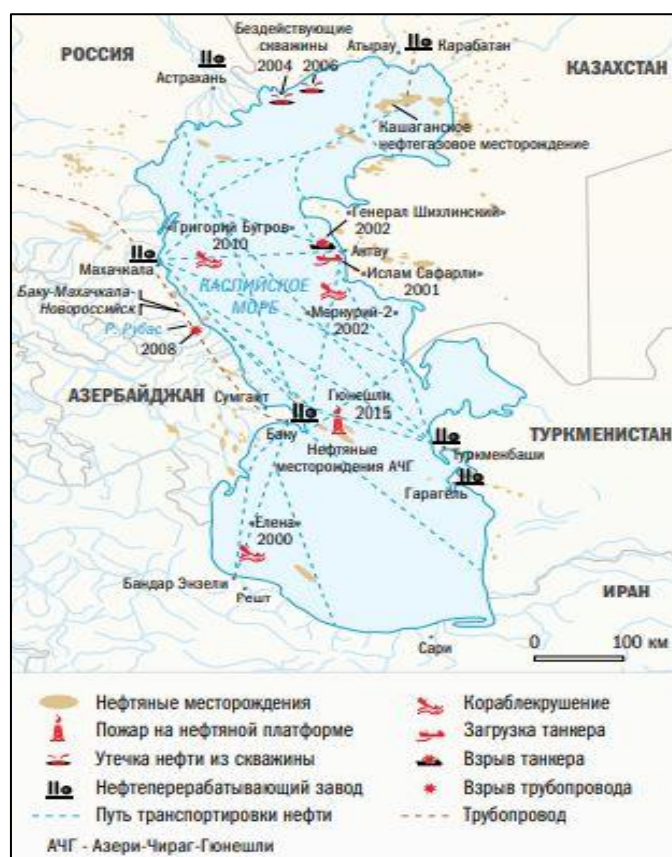 Бездействующие
скважины
2004 2006
РОССИЯ
Астрахань
Атырау
Карабатан
КАЗАХСТАН
Кашаганское
нефтегазовое месторождение
«Генерал Шихлинский»
2002
«Григорий Бугров»
2010
Актау
Махачкала
«Ислам Сафарли»
2001
КАСПИЙСКОЕ
МОРЕ
Баку-Махачкала-
Новороссийск
«Меркурий-2»
2002
Р. Рубас
2008
АЗЕРБАЙДЖАН
Сумгаит
Гюнешли
2015
Баку
Нефтяные
месторождения АЧГ
ТУРКМЕНИСТАН
Туркменбаши
Гарагёль
«Елена»
2000
Бандар Энзели
Решт
ИРАН
Сари
0 100 км
Нефтяные месторождения
Пожар на нефтяной платформе
Утечка нефти из скважины
Нефтеперерабатывающий завод
Путь транспортировки нефти
АЧГ - Азери-Чираг-Гюнешли
Кораблекрушение
Загрузка танкера
Взрыв танкера
Взрыв трубопровода
Трубопровод